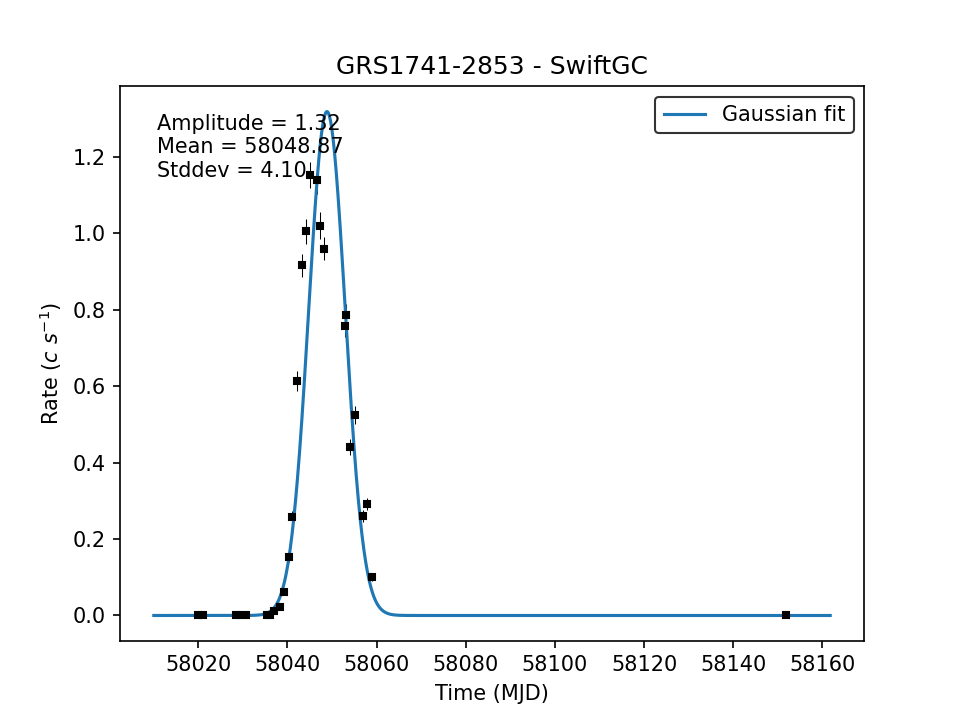 GRS1741-2853 - SwiftGC
Amplitude = 1.32
Mean = 58048.87
Stddev = 4.10
Gaussian fit
1.2
1.0
0.8
0.6
0.4
0.2
0.0
Rate (c s⁻¹)
58020 58040 58060 58080 58100 58120 58140 58160
Time (MJD)